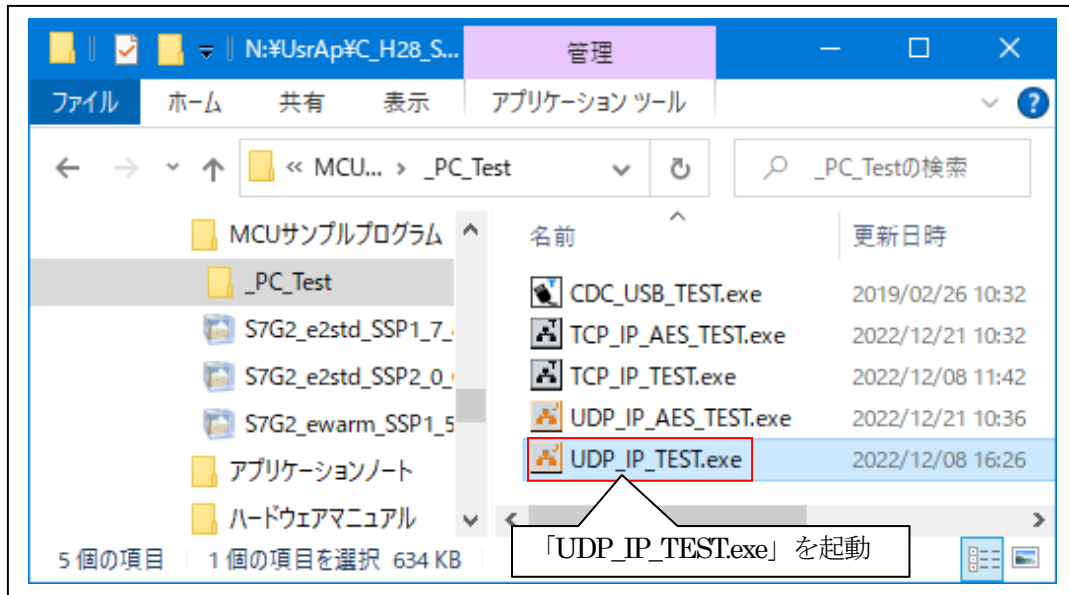 N:¥UsrAp¥C_H28_S...
管理
ファイル ホーム 共有 表示 アプリケーション ツール
« MCU... › _PC_Test
_PC_Testの検索
MCUサンプルプログラム
_PC_Test
S7G2_e2std_SSP1_7_
S7G2_e2std_SSP2_0_
S7G2_ewarm_SSP1_5
アプリケーションノート
ハードウェアマニュアル
名前 更新日時
CDC_USB_TEST.exe 2019/02/26 10:32
TCP_IP_AES_TEST.exe 2022/12/21 10:32
TCP_IP_TEST.exe 2022/12/08 11:42
UDP_IP_AES_TEST.exe 2022/12/21 10:36
UDP_IP_TEST.exe 2022/12/08 16:26
「UDP_IP_TEST.exe」を起動
5 個の項目 1 個の項目を選択 634 KB